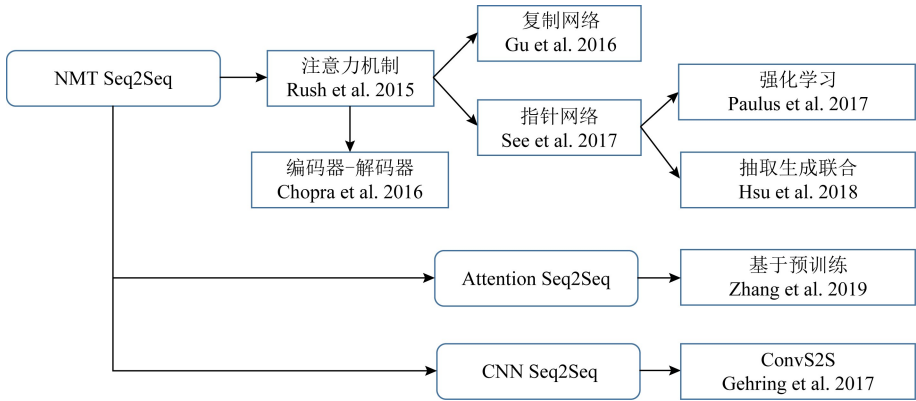 NMT Seq2Seq
注意力机制
Rush et al. 2015
复制网络
Gu et al. 2016
指针网络
See et al. 2017
强化学习
Paulus et al. 2017
抽取生成联合
Hsu et al. 2018
编码器-解码器
Chopra et al. 2016
Attention Seq2Seq
基于预训练
Zhang et al. 2019
CNN Seq2Seq
ConvS2S
Gehring et al. 2017